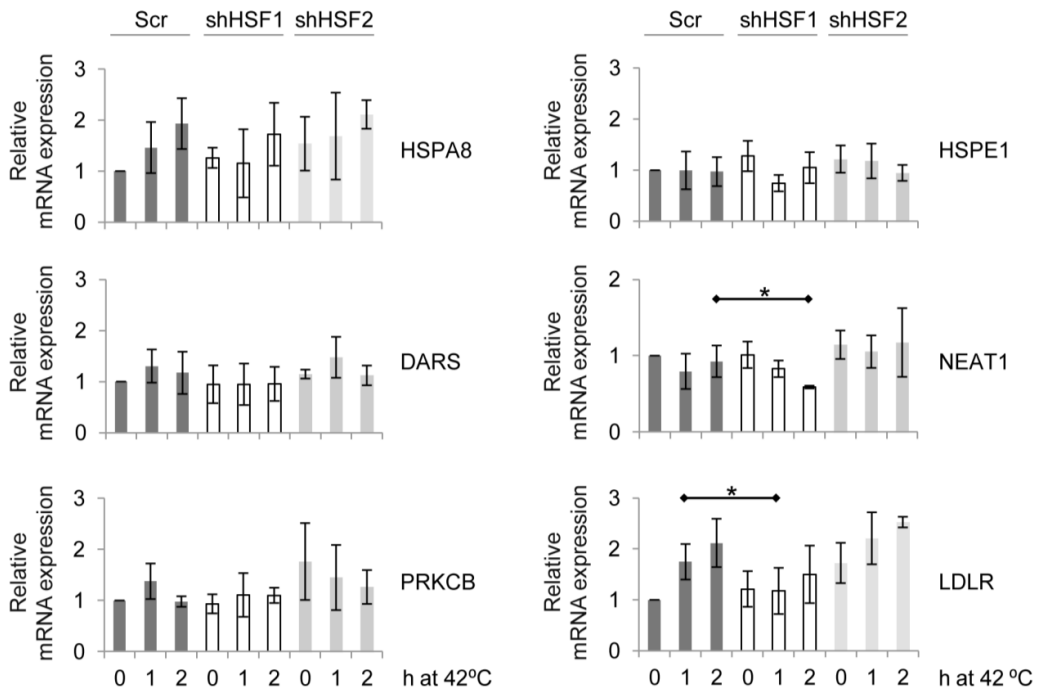 Scr shHSF1 shHSF2
Relative
mRNA expression
3
2
1
0
HSPA8
Relative
mRNA expression
3
2
1
0
DARS
Relative
mRNA expression
3
2
1
0
PRKCB
0 1 2 0 1 2 0 1 2 h at 42ºC
Scr shHSF1 shHSF2
Relative
mRNA expression
3
2
1
0
HSPE1
Relative
mRNA expression
2
1
0
*
NEAT1
Relative
mRNA expression
3
2
1
0
*
LDLR
0 1 2 0 1 2 0 1 2 h at 42 ºC